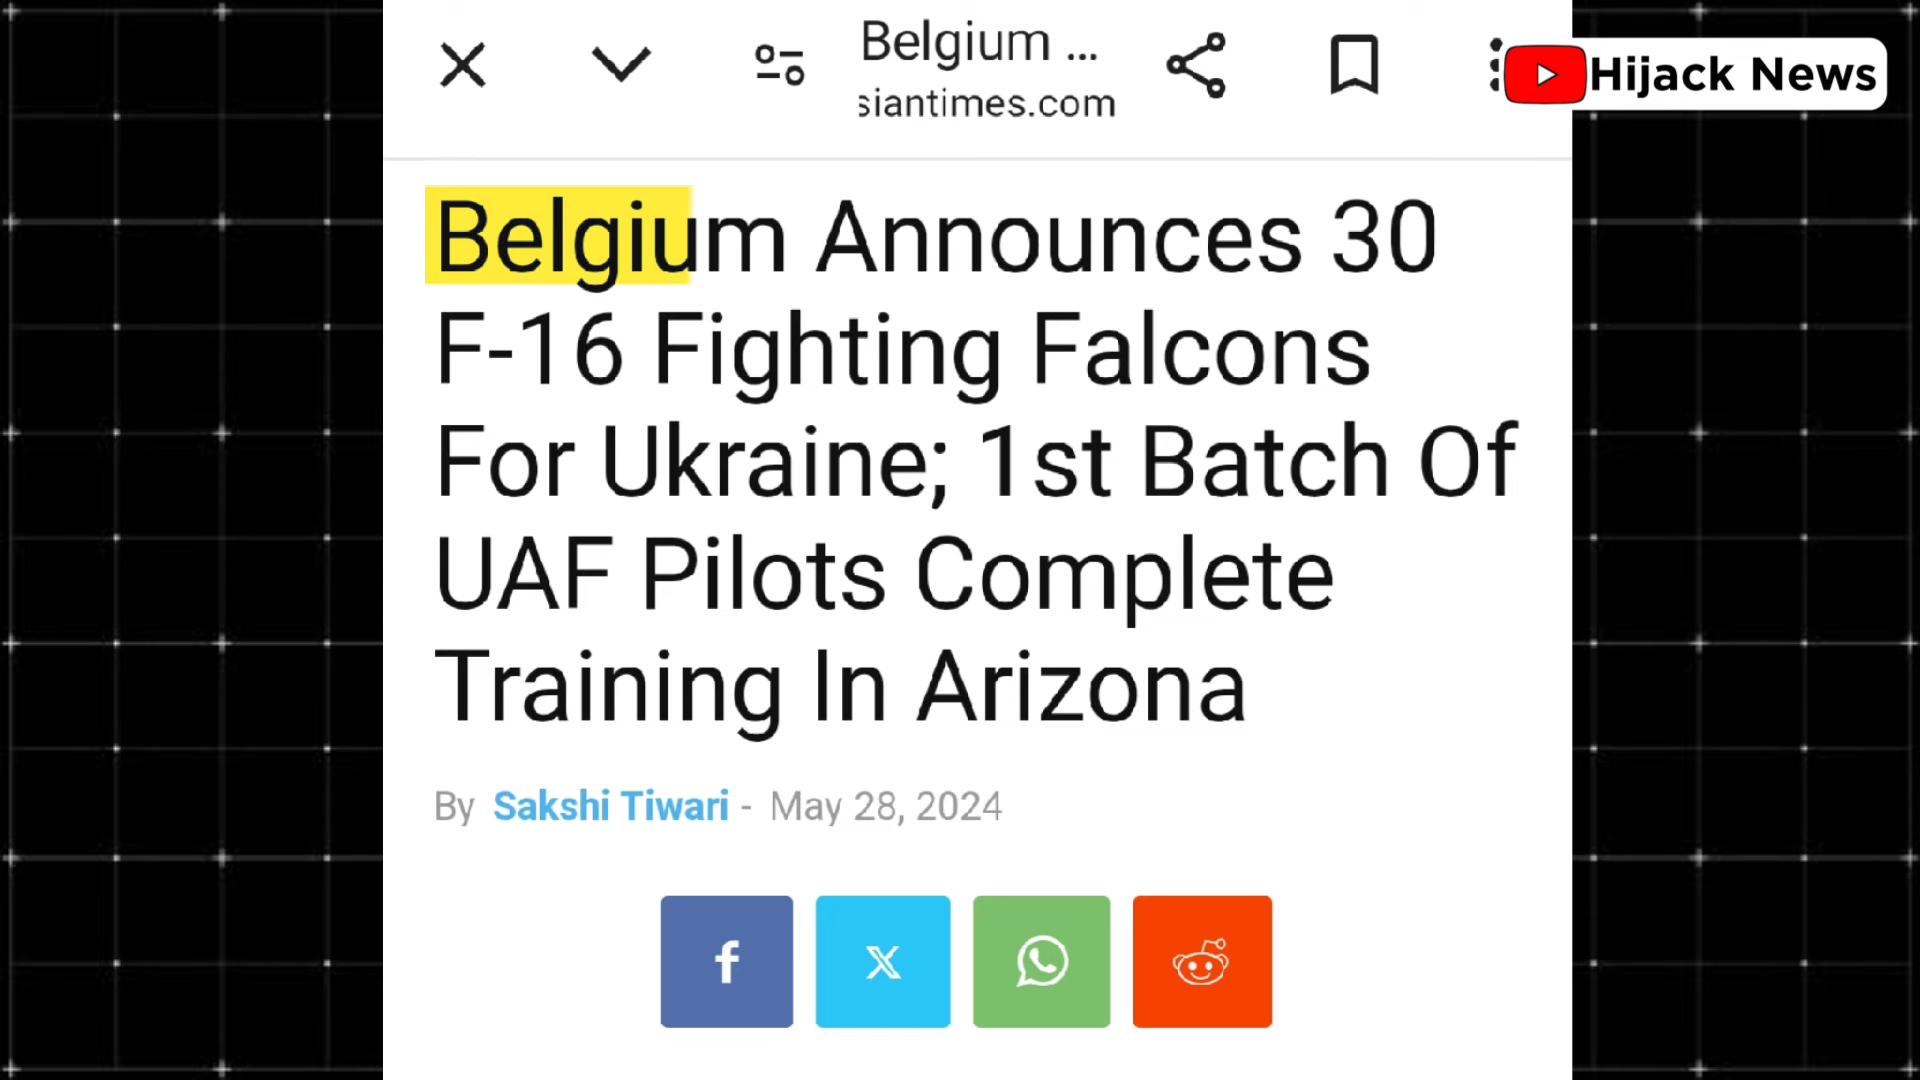 Belgium ...
siantimes.com
Hijack News
Belgium Announces 30
F-16 Fighting Falcons
For Ukraine; 1st Batch Of
UAF Pilots Complete
Training In Arizona
By Sakshi Tiwari - May 28, 2024